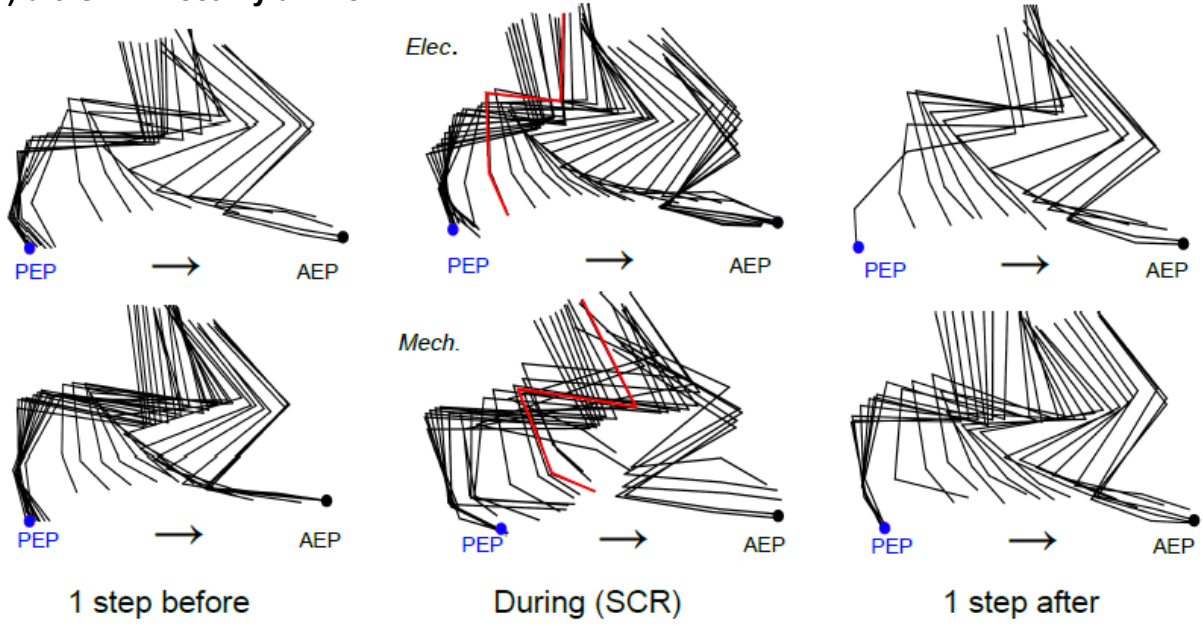 Elec.
PEP → AEP
PEP → AEP
PEP → AEP
Mech.
PEP → AEP
PEP → AEP
PEP → AEP
1 step before
During (SCR)
1 step after